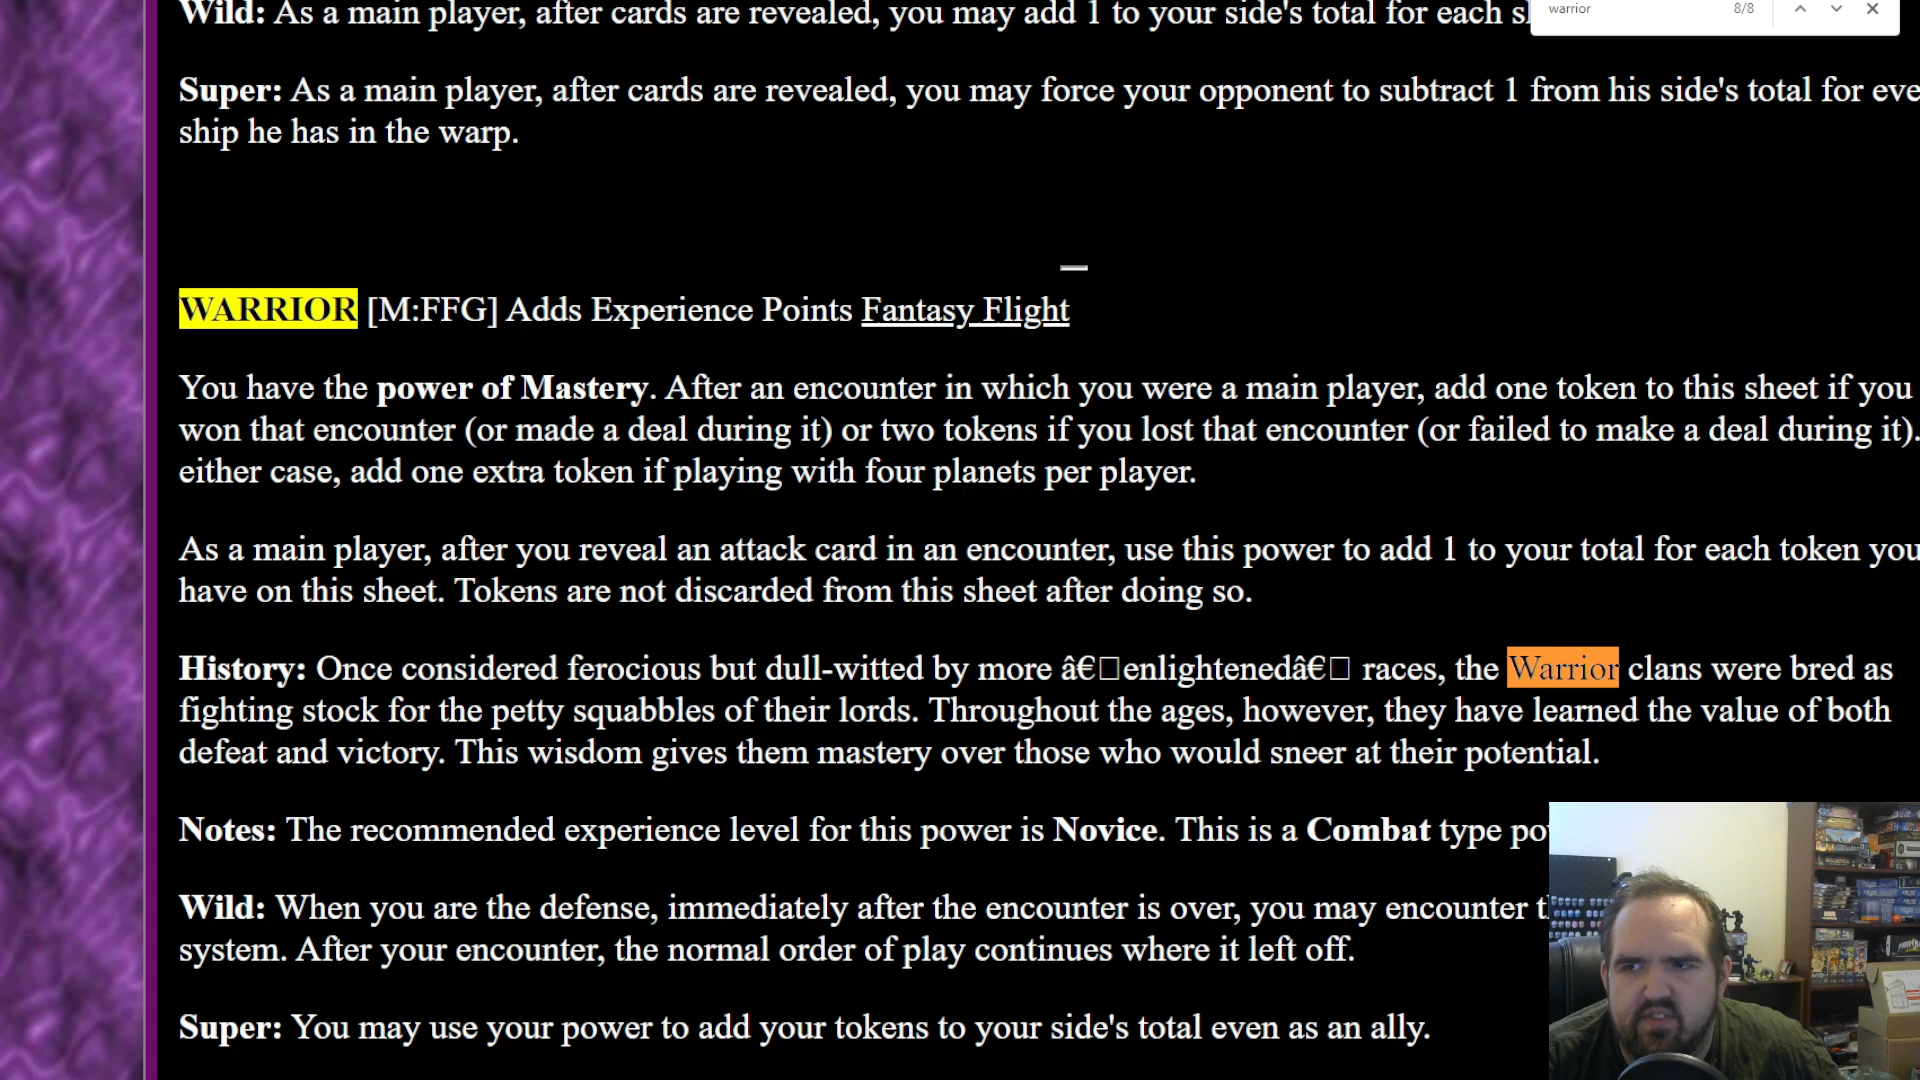 Wild: As a main player, after cards are revealed, you may add 1 to your side's total for each
warrior 8/8
Super: As a main player, after cards are revealed, you may force your opponent to subtract 1 from his side's total for eve
ship he has in the warp.
WARRIOR [M:FFG] Adds Experience Points Fantasy Flight
You have the power of Mastery. After an encounter in which you were a main player, add one token to this sheet if you
won that encounter (or made a deal during it) or two tokens if you lost that encounter (or failed to make a deal during it).
either case, add one extra token if playing with four planets per player.
As a main player, after you reveal an attack card in an encounter, use this power to add 1 to your total for each token you
have on this sheet. Tokens are not discarded from this sheet after doing so.
History: Once considered ferocious but dull-witted by more â€□enlightenedâ€□ races, the Warrior clans were bred as
fighting stock for the petty squabbles of their lords. Throughout the ages, however, they have learned the value of both
defeat and victory. This wisdom gives them mastery over those who would sneer at their potential.
Notes: The recommended experience level for this power is Novice. This is a Combat type po
Wild: When you are the defense, immediately after the encounter is over, you may encounter
system. After your encounter, the normal order of play continues where it left off.
Super: You may use your power to add your tokens to your side's total even as an ally.